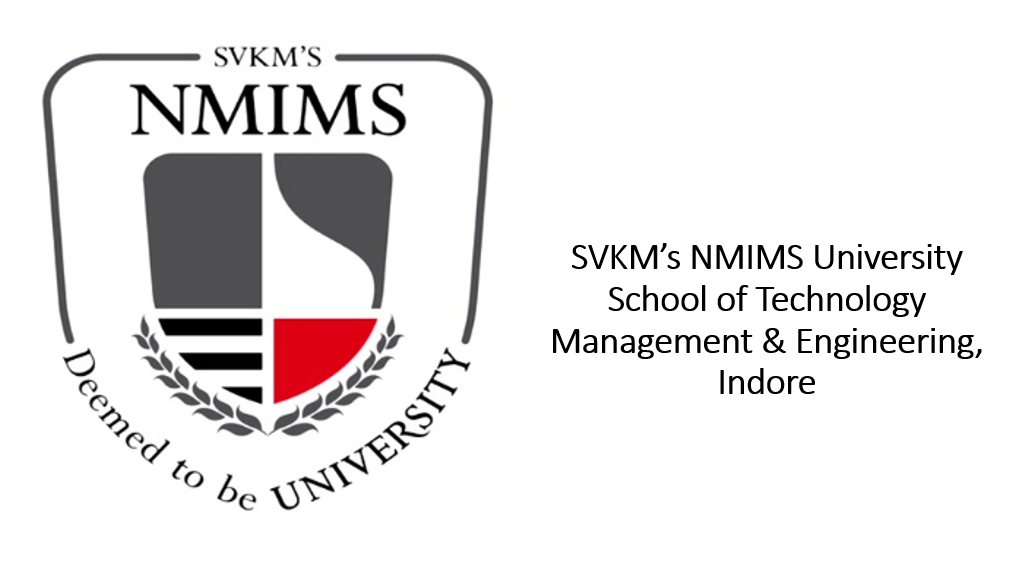 SVKM'S
NMIMS
Deemed to be UNIVERSITY
SVKM’s NMIMS University
School of Technology
Management & Engineering,
Indore